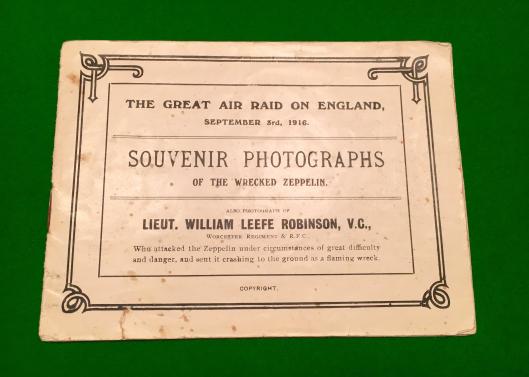 THE GREAT AIR RAID ON ENGLAND,
SEPTEMBER 3rd, 1916.
SOUVENIR PHOTOGRAPHS
OF THE WRECKED ZEPPELIN.
ALSO PHOTOGRAPH OF
LIEUT. WILLIAM LEEFE ROBINSON, V.C.,
WORCESTER REGIMENT & R.F.C.
Who attacked the Zeppelin under circumstances of great difficulty
and danger, and sent it crashing to the ground as a flaming wreck.
COPYRIGHT.